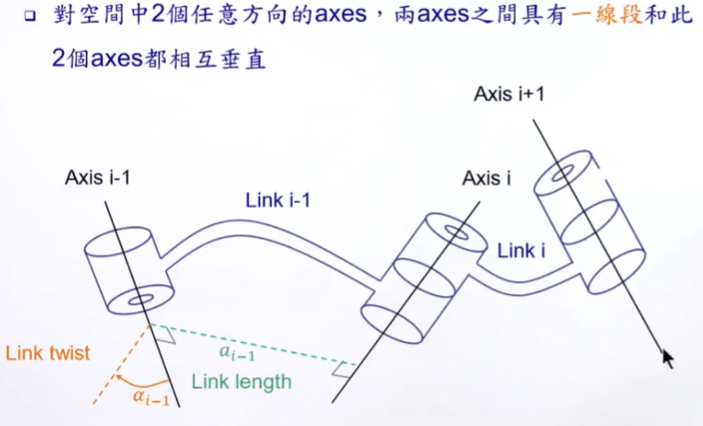 □ 對空間中2個任意方向的axes，兩axes之間具有一線段和此
2個axes都相互垂直
Axis i+1
Axis i-1
Axis i
Link i-1
Link i
Link twist
a_{i-1}
Link length
α_{i-1}